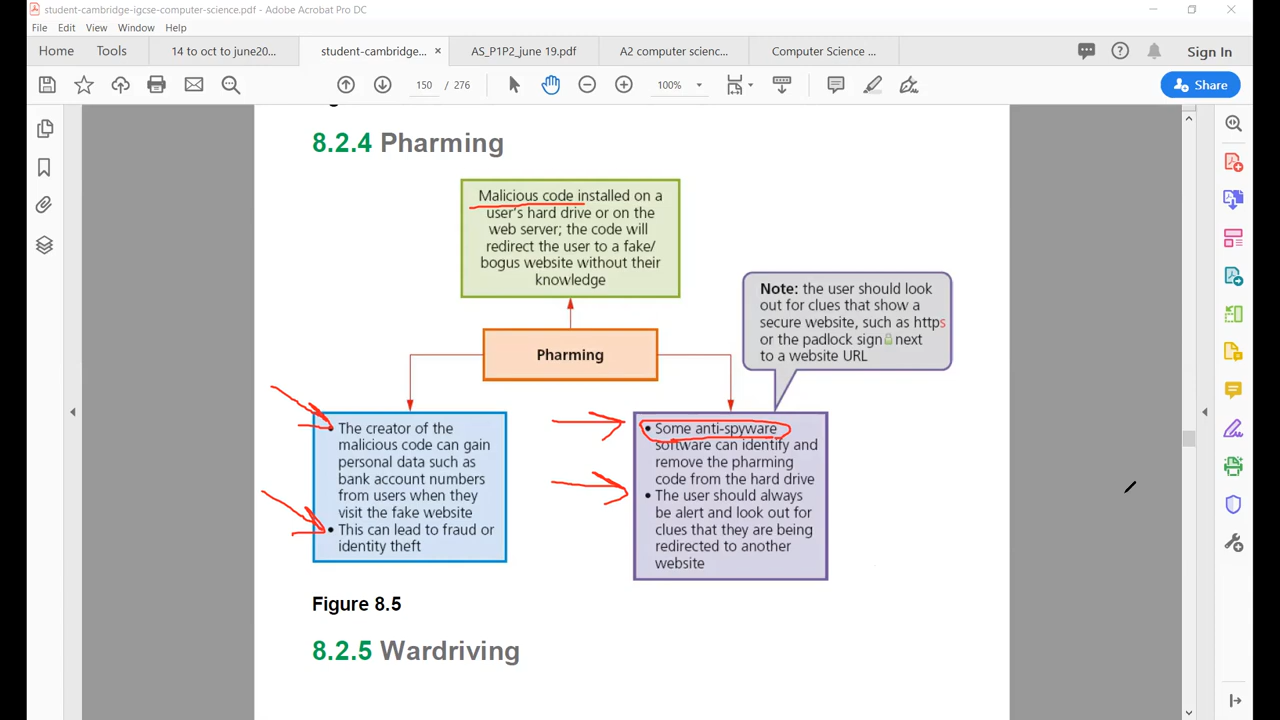 student-cambridge-igcse-computer-science.pdf - Adobe Acrobat Pro DC
File Edit View Window Help
Home Tools 14 to oct to june20... student-cambridge... × AS_P1P2_june 19.pdf A2 computer scienc... Computer Science ... Sign In
150 / 276 100% Share
8.2.4 Pharming
Malicious code installed on a
user's hard drive or on the
web server; the code will
redirect the user to a fake/
bogus website without their
knowledge
Note: the user should look
out for clues that show a
secure website, such as https
or the padlock sign next
to a website URL
Pharming
• The creator of the
malicious code can gain
personal data such as
bank account numbers
from users when they
visit the fake website
• This can lead to fraud or
identity theft
• Some anti-spyware
software can identify and
remove the pharming
code from the hard drive
• The user should always
be alert and look out for
clues that they are being
redirected to another
website
Figure 8.5
8.2.5 Wardriving